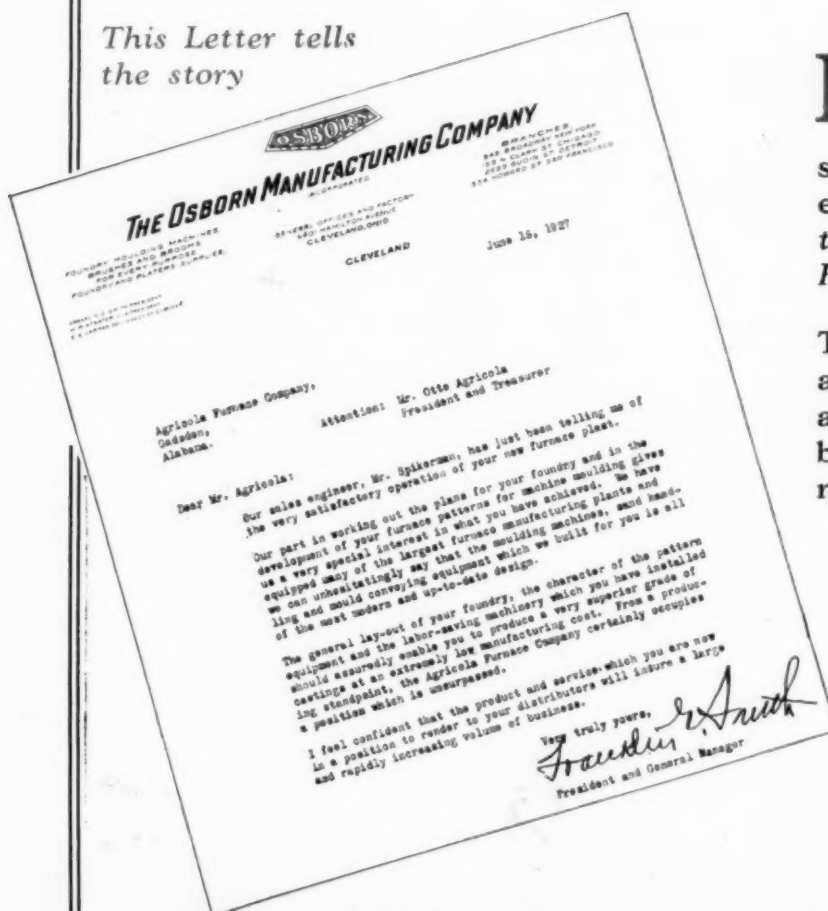 This Letter tells
the story
OSBORN
THE OSBORN MANUFACTURING COMPANY
INCORPORATED
FOUNDRY MOULDING MACHINES,
BRUSHES AND BROOMS
FOR EVERY PURPOSE,
FOUNDRY AND PLATERS SUPPLIES,
GENERAL OFFICES AND FACTORY
5401 HAMILTON AVENUE
CLEVELAND, OHIO
BRANCHES
CLEVELAND
June 15, 1927
Agricola Furnace Company,
Gadsden,
Alabama.
Attention: Mr. Otto Agricola
President and Treasurer
Dear Mr. Agricola:
Our sales engineer, Mr. Spikerman, has just been telling me of
the very satisfactory operation of your new furnace plant.
Our part in working out the plans for your foundry and in the
development of your furnace patterns for machine moulding gives
us a very special interest in what you have achieved. We have
equipped many of the largest furnace manufacturing plants and
we can unhesitatingly say that the moulding machines, sand hand-
ling and mould conveying equipment which we built for you is all
of the most modern and up-to-date design.
The general lay-out of your foundry, the character of the pattern
equipment and the labor-saving machinery which you have installed
should assuredly enable you to produce a very superior grade of
castings at an extremely low manufacturing cost. From a produc-
ing standpoint, the Agricola Furnace Company certainly occupies
a position which is unsurpassed.
I feel confident that the product and service which you are now
in a position to render to your distributors will insure a large
and rapidly increasing volume of business.
Very truly yours,
Franklin G. Smith
President and General Manager